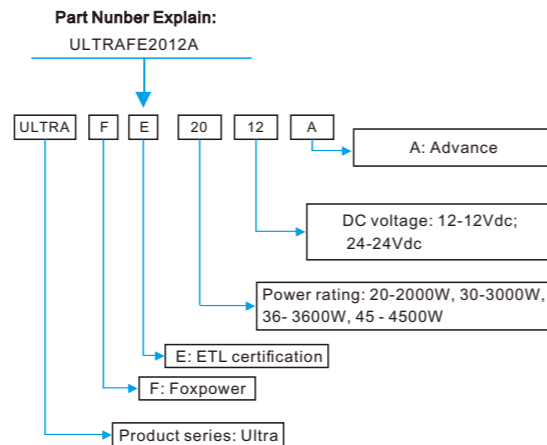 Part Nunber Explain:
ULTRAFE2012A
ULTRA F E 20 12 A
A: Advance
DC voltage: 12-12Vdc;
24-24Vdc
Power rating: 20-2000W, 30-3000W,
36- 3600W, 45 - 4500W
E: ETL certification
F: Foxpower
Product series: Ultra